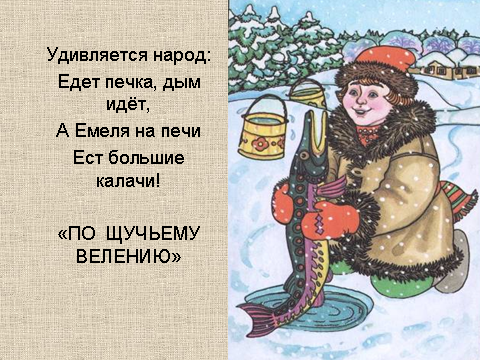 Удивляется народ:
Едет печка, дым
идёт,
А Емеля на печи
Ест большие
калачи!
«ПО ЩУЧЬЕМУ
ВЕЛЕНИЮ»